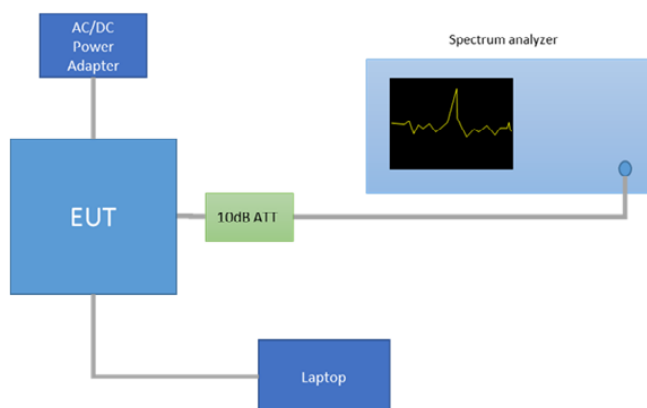 AC/DC
Power
Adapter
Spectrum analyzer
EUT
10dB ATT
Laptop